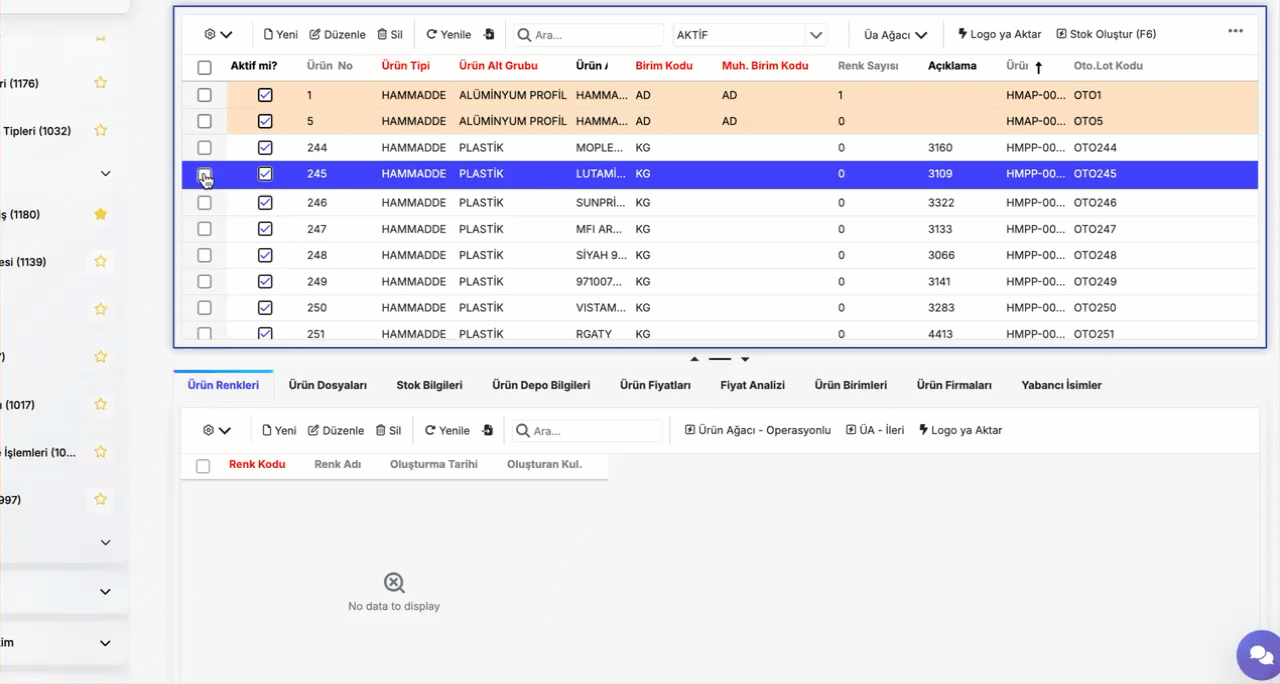 ri (1176)
Tipleri (1032)
ş (1180)
esi (1139)
')
ı (1017)
e İşlemleri (10...
997)
tim
Yeni Düzenle Sil Yenile Ara... AKTİF Üa Ağacı Logo ya Aktar Stok Oluştur (F6)
Aktif mi? Ürün No Ürün Tipi Ürün Alt Grubu Ürün Birim Kodu Muh. Birim Kodu Renk Sayısı Açıklama Oto.Lot Kodu
1 HAMMADDE ALÜMİNYUM PROFİL HAMMA... AD AD 1 HMAP-00... OTO1
5 HAMMADDE ALÜMİNYUM PROFİL HAMMA... AD AD 0 HMAP-00... OTO5
244 HAMMADDE PLASTİK MOPLE... KG 0 3160 HMPP-00... OTO244
245 HAMMADDE PLASTİK LUTAMİ... KG 0 3109 HMPP-00... OTO245
246 HAMMADDE PLASTİK SUNPRİ... KG 0 3322 HMPP-00... OTO246
247 HAMMADDE PLASTİK MFI AR... KG 0 3133 HMPP-00... OTO247
248 HAMMADDE PLASTİK SİYAH 9... KG 0 3066 HMPP-00... OTO248
249 HAMMADDE PLASTİK 971007... KG 0 3141 HMPP-00... OTO249
250 HAMMADDE PLASTİK VISTAM... KG 0 3283 HMPP-00... OTO250
251 HAMMADDE PLASTİK RGATY KG 0 4413 HMPP-00... OTO251
Ürün Renkleri Ürün Dosyaları Stok Bilgileri Ürün Depo Bilgileri Ürün Fiyatları Fiyat Analizi Ürün Birimleri Ürün Firmaları Yabancı İsimler
Yeni Düzenle Sil Yenile Ara... Ürün Ağacı - Operasyonlu ÜA - İleri Logo ya Aktar
Renk Kodu Renk Adı Oluşturma Tarihi Oluşturan Kul.
No data to display